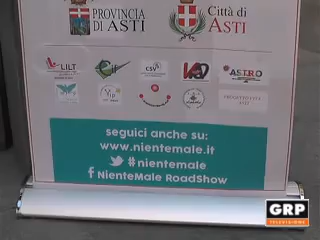 PROVINCIA
DI ASTI
Città di
ASTI
LILT
CSV
ASTRO
seguici anche su:
www.nientemale.it
#nientemale
f NienteMale RoadShow
GRP
TELEVISIONE